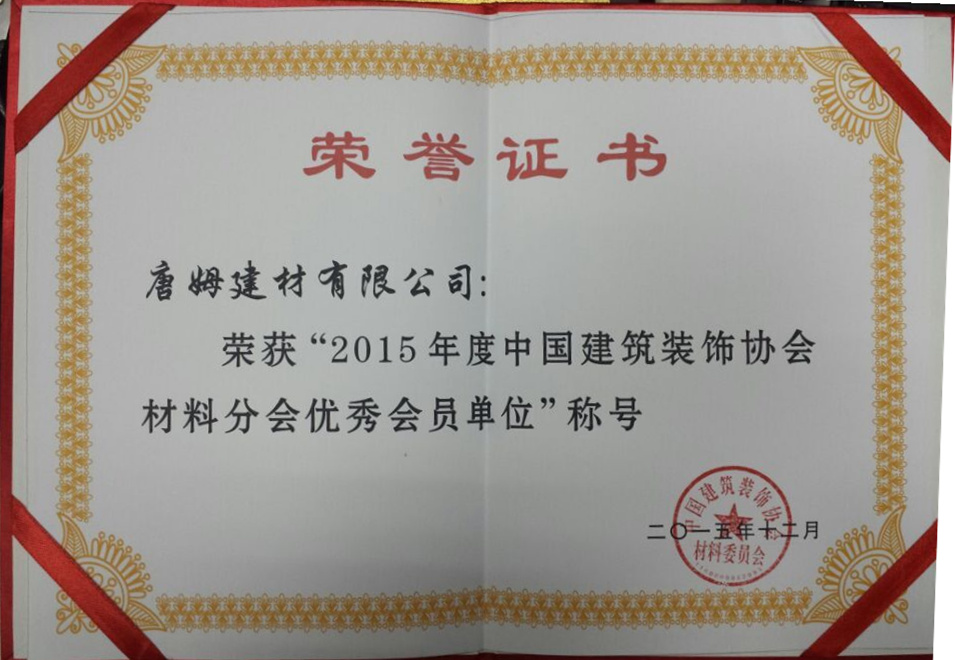 荣誉证书
唐姆建材有限公司:
荣获“2015年度中国建筑装饰协会
材料分会优秀会员单位”称号
中国建筑装饰协会
二〇一五年十二月
材料委员会